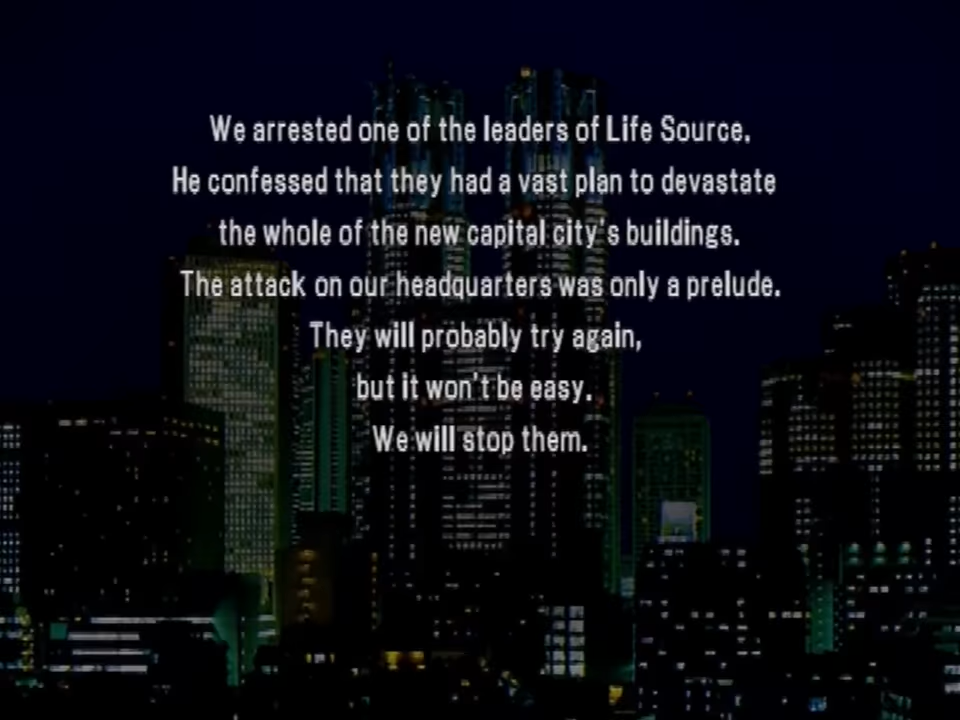 We arrested one of the leaders of Life Source.
He confessed that they had a vast plan to devastate
the whole of the new capital city's buildings.
The attack on our headquarters was only a prelude.
They will probably try again,
but it won't be easy.
We will stop them.